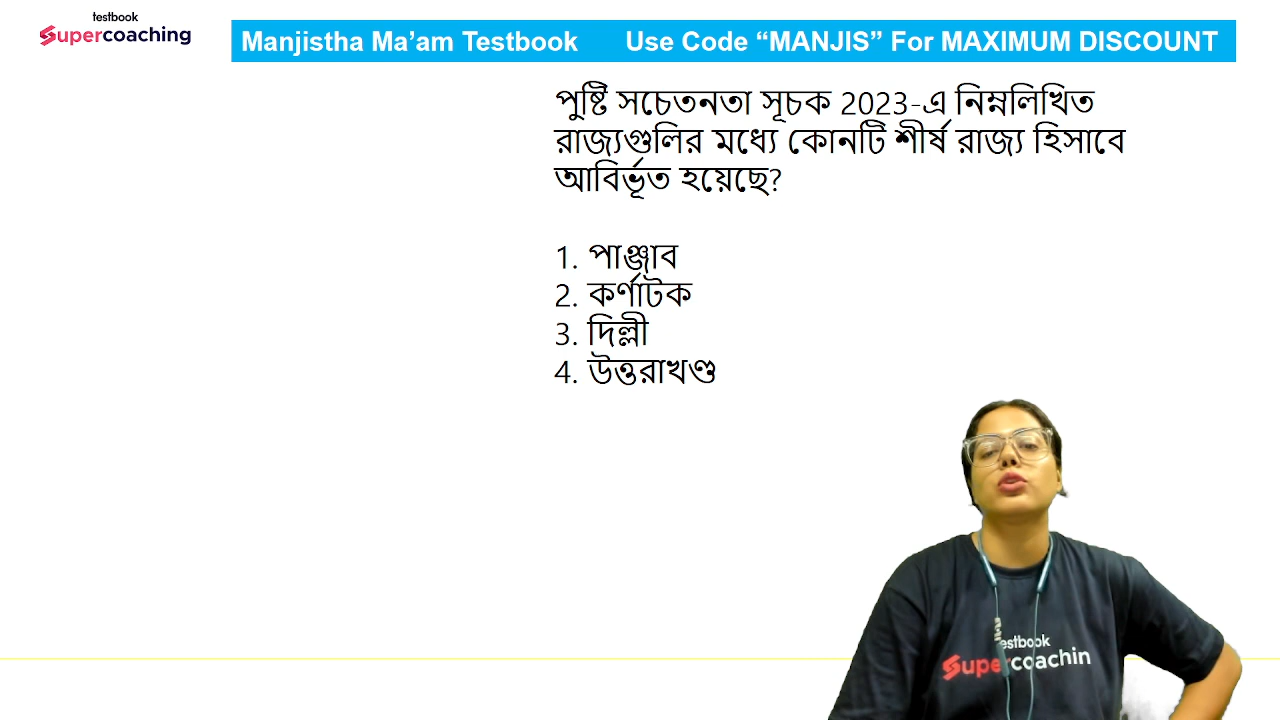 testbook
Supercoaching
Manjistha Ma’am Testbook Use Code “MANJIS” For MAXIMUM DISCOUNT
পুষ্টি সচেতনতা সূচক 2023-এ নিম্নলিখিত
রাজ্যগুলির মধ্যে কোনটি শীর্ষ রাজ্য হিসাবে
আবির্ভূত হয়েছে?
1. পাঞ্জাব
2. কর্ণাটক
3. দিল্লী
4. উত্তরাখণ্ড
estbook
Supercoachin